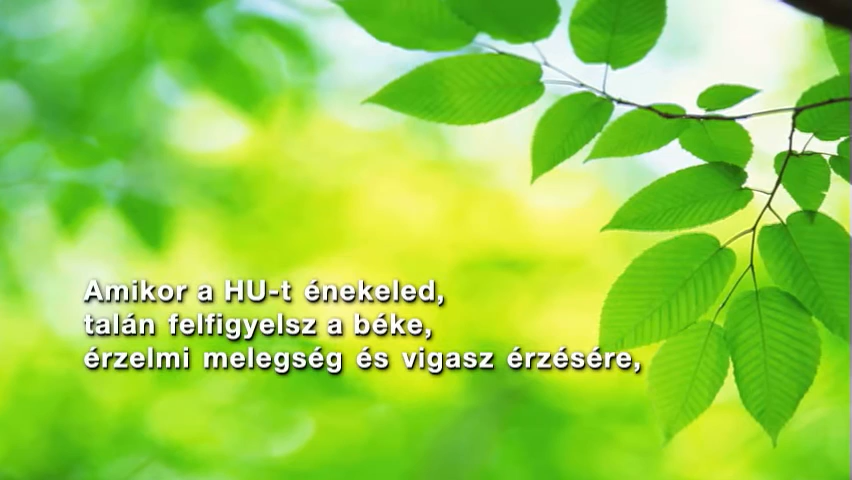 Amikor a HU-t énekeled,
talán felfigyelsz a béke,
érzelmi melegség és vigasz érzésére,